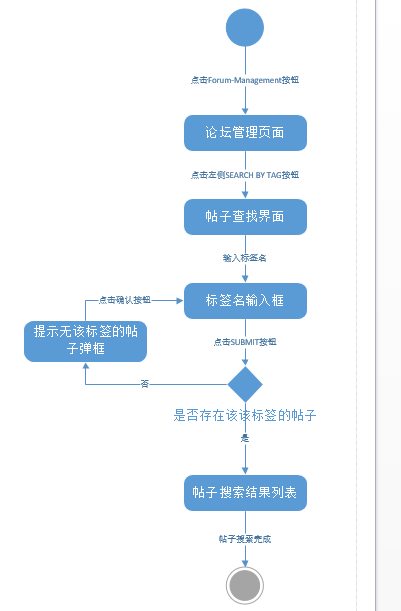 点击Forum-Management按钮
论坛管理页面
点击左侧SEARCH BY TAG按钮
帖子查找界面
输入标签名
点击确认按钮
标签名输入框
提示无该标签的帖
子弹框
点击SUBMIT按钮
否
是否存在该该标签的帖子
是
帖子搜索结果列表
帖子搜索完成